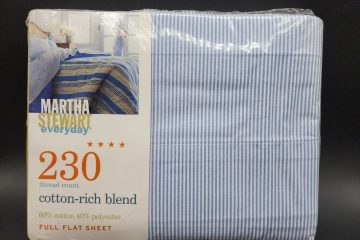 MARTHA
STEWART
everyday
230
thread count
cotton-rich blend
60% cotton 40% polyester
FULL FLAT SHEET